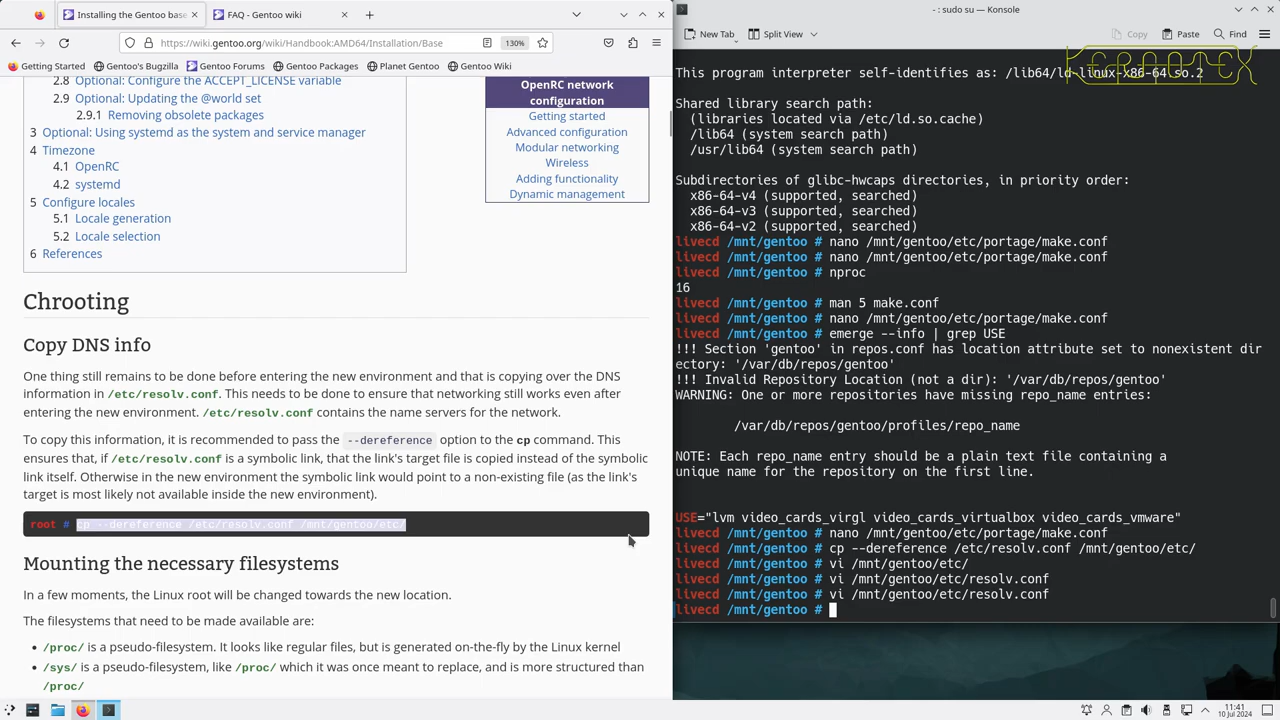 Installing the Gentoo base
FAQ - Gentoo wiki
https://wiki.gentoo.org/wiki/Handbook:AMD64/Installation/Base
130%
Getting Started
Gentoo's Bugzilla
Gentoo Forums
Gentoo Packages
Planet Gentoo
Gentoo Wiki
2.8 Optional: Configure the ACCEPT_LICENSE variable
2.9 Optional: Updating the @world set
2.9.1 Removing obsolete packages
3 Optional: Using systemd as the system and service manager
4 Timezone
4.1 OpenRC
4.2 systemd
5 Configure locales
5.1 Locale generation
5.2 Locale selection
6 References
OpenRC network
configuration
Getting started
Advanced configuration
Modular networking
Wireless
Adding functionality
Dynamic management
Chrooting
Copy DNS info
One thing still remains to be done before entering the new environment and that is copying over the DNS
information in /etc/resolv.conf. This needs to be done to ensure that networking still works even after
entering the new environment. /etc/resolv.conf contains the name servers for the network.
To copy this information, it is recommended to pass the --dereference option to the cp command. This
ensures that, if /etc/resolv.conf is a symbolic link, that the link's target file is copied instead of the symbolic
link itself. Otherwise in the new environment the symbolic link would point to a non-existing file (as the link's
target is most likely not available inside the new environment).
root # cp --dereference /etc/resolv.conf /mnt/gentoo/etc/
Mounting the necessary filesystems
In a few moments, the Linux root will be changed towards the new location.
The filesystems that need to be made available are:
• /proc/ is a pseudo-filesystem. It looks like regular files, but is generated on-the-fly by the Linux kernel
• /sys/ is a pseudo-filesystem, like /proc/ which it was once meant to replace, and is more structured than
/proc/
- : sudo su — Konsole
New Tab
Split View
Copy
Paste
Find
KERAATEX
This program interpreter self-identifies as: /lib64/ld-linux-x86-64.so.2
Shared library search path:
(libraries located via /etc/ld.so.cache)
/lib64 (system search path)
/usr/lib64 (system search path)
Subdirectories of glibc-hwcaps directories, in priority order:
x86-64-v4 (supported, searched)
x86-64-v3 (supported, searched)
x86-64-v2 (supported, searched)
livecd /mnt/gentoo # nano /mnt/gentoo/etc/portage/make.conf
livecd /mnt/gentoo # nano /mnt/gentoo/etc/portage/make.conf
livecd /mnt/gentoo # nproc
16
livecd /mnt/gentoo # man 5 make.conf
livecd /mnt/gentoo # nano /mnt/gentoo/etc/portage/make.conf
livecd /mnt/gentoo # emerge --info | grep USE
!!! Section 'gentoo' in repos.conf has location attribute set to nonexistent dir
ectory: '/var/db/repos/gentoo'
!!! Invalid Repository Location (not a dir): '/var/db/repos/gentoo'
WARNING: One or more repositories have missing repo_name entries:
/var/db/repos/gentoo/profiles/repo_name
NOTE: Each repo_name entry should be a plain text file containing a
unique name for the repository on the first line.
USE="lvm video_cards_virgl video_cards_virtualbox video_cards_vmware"
livecd /mnt/gentoo # nano /mnt/gentoo/etc/portage/make.conf
livecd /mnt/gentoo # cp --dereference /etc/resolv.conf /mnt/gentoo/etc/
livecd /mnt/gentoo # vi /mnt/gentoo/etc/
livecd /mnt/gentoo # vi /mnt/gentoo/etc/resolv.conf
livecd /mnt/gentoo # vi /mnt/gentoo/etc/resolv.conf
livecd /mnt/gentoo #
11:41
10 Jul 2024